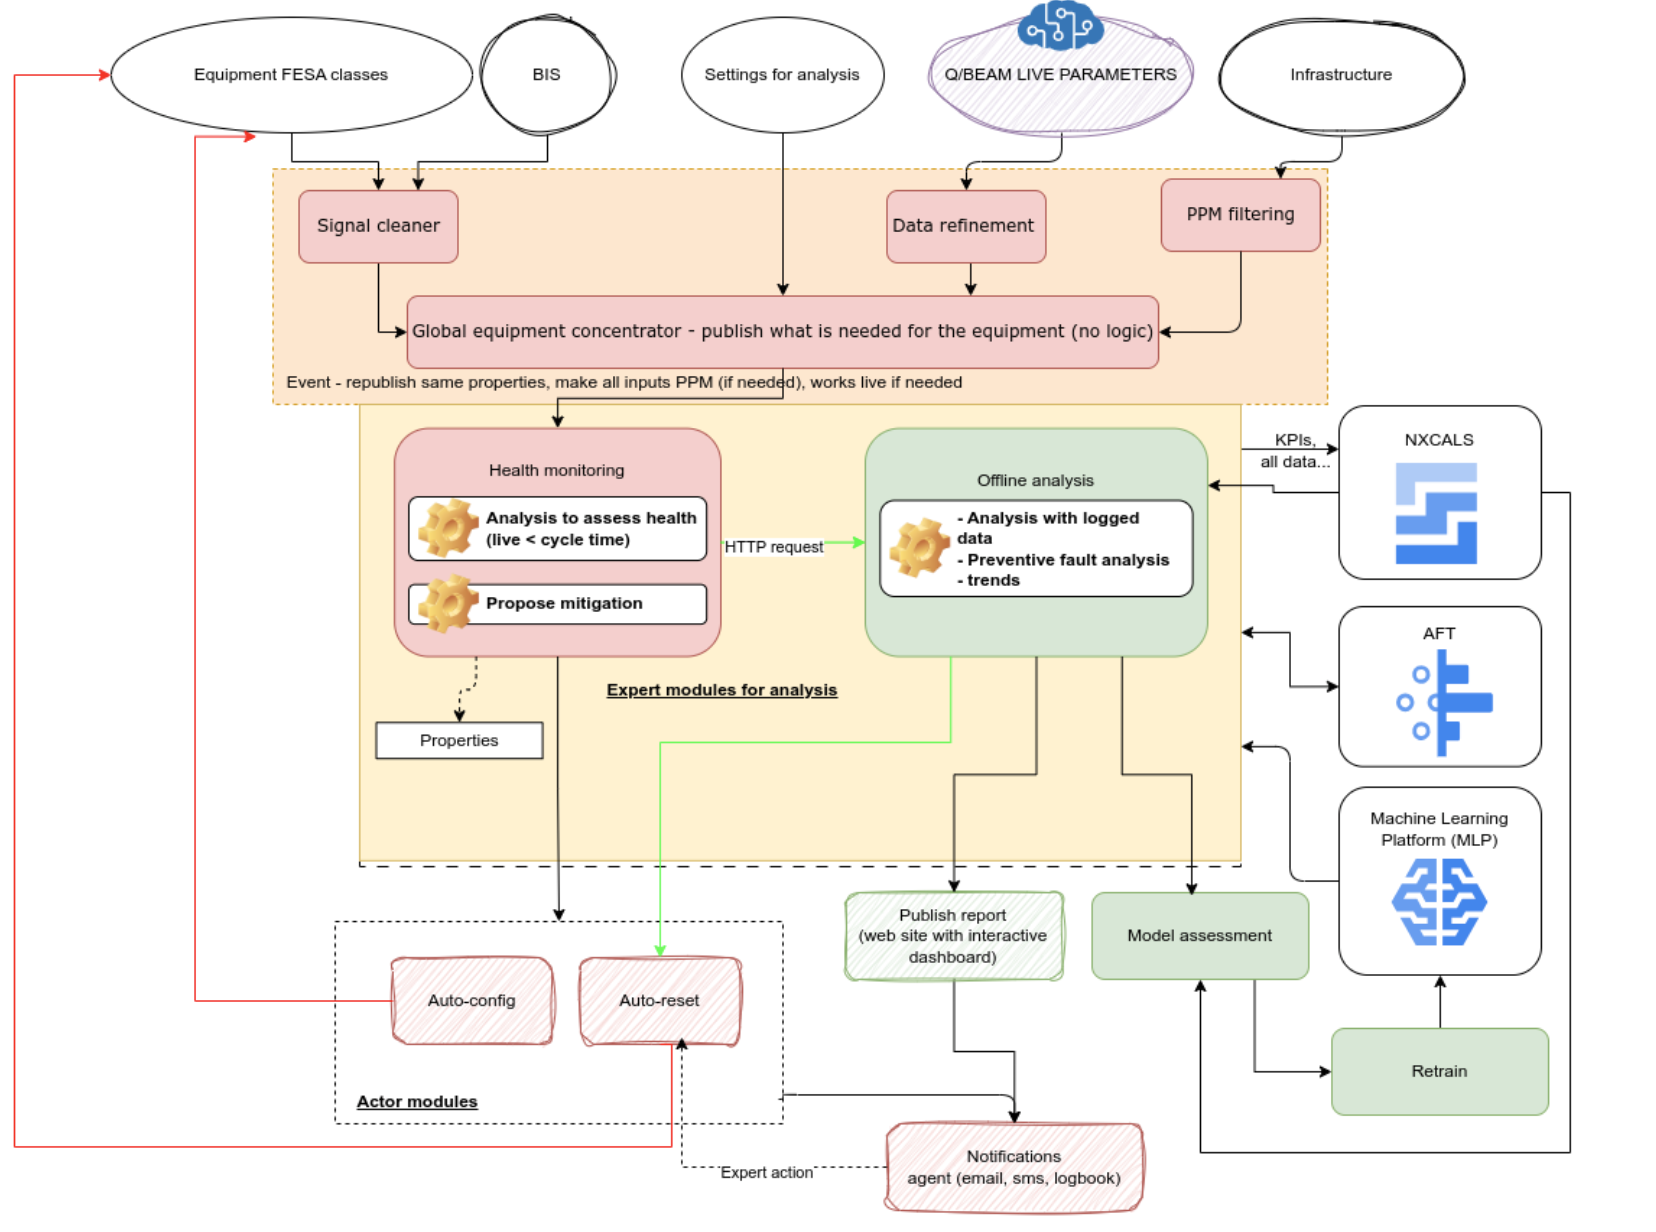 Equipment FESA classes
BIS
Settings for analysis
Q/BEAM LIVE PARAMETERS
Infrastructure
Signal cleaner
Data refinement
PPM filtering
Global equipment concentrator - publish what is needed for the equipment (no logic)
Event - republish same properties, make all inputs PPM (if needed), works live if needed
Health monitoring
Analysis to assess health
(live < cycle time)
Propose mitigation
HTTP request
Offline analysis
- Analysis with logged
data
- Preventive fault analysis
- trends
KPIs,
all data...
NXCALS
AFT
Expert modules for analysis
Properties
Machine Learning
Platform (MLP)
Publish report
(web site with interactive
dashboard)
Model assessment
Auto-config
Auto-reset
Retrain
Actor modules
Expert action
Notifications
agent (email, sms, logbook)